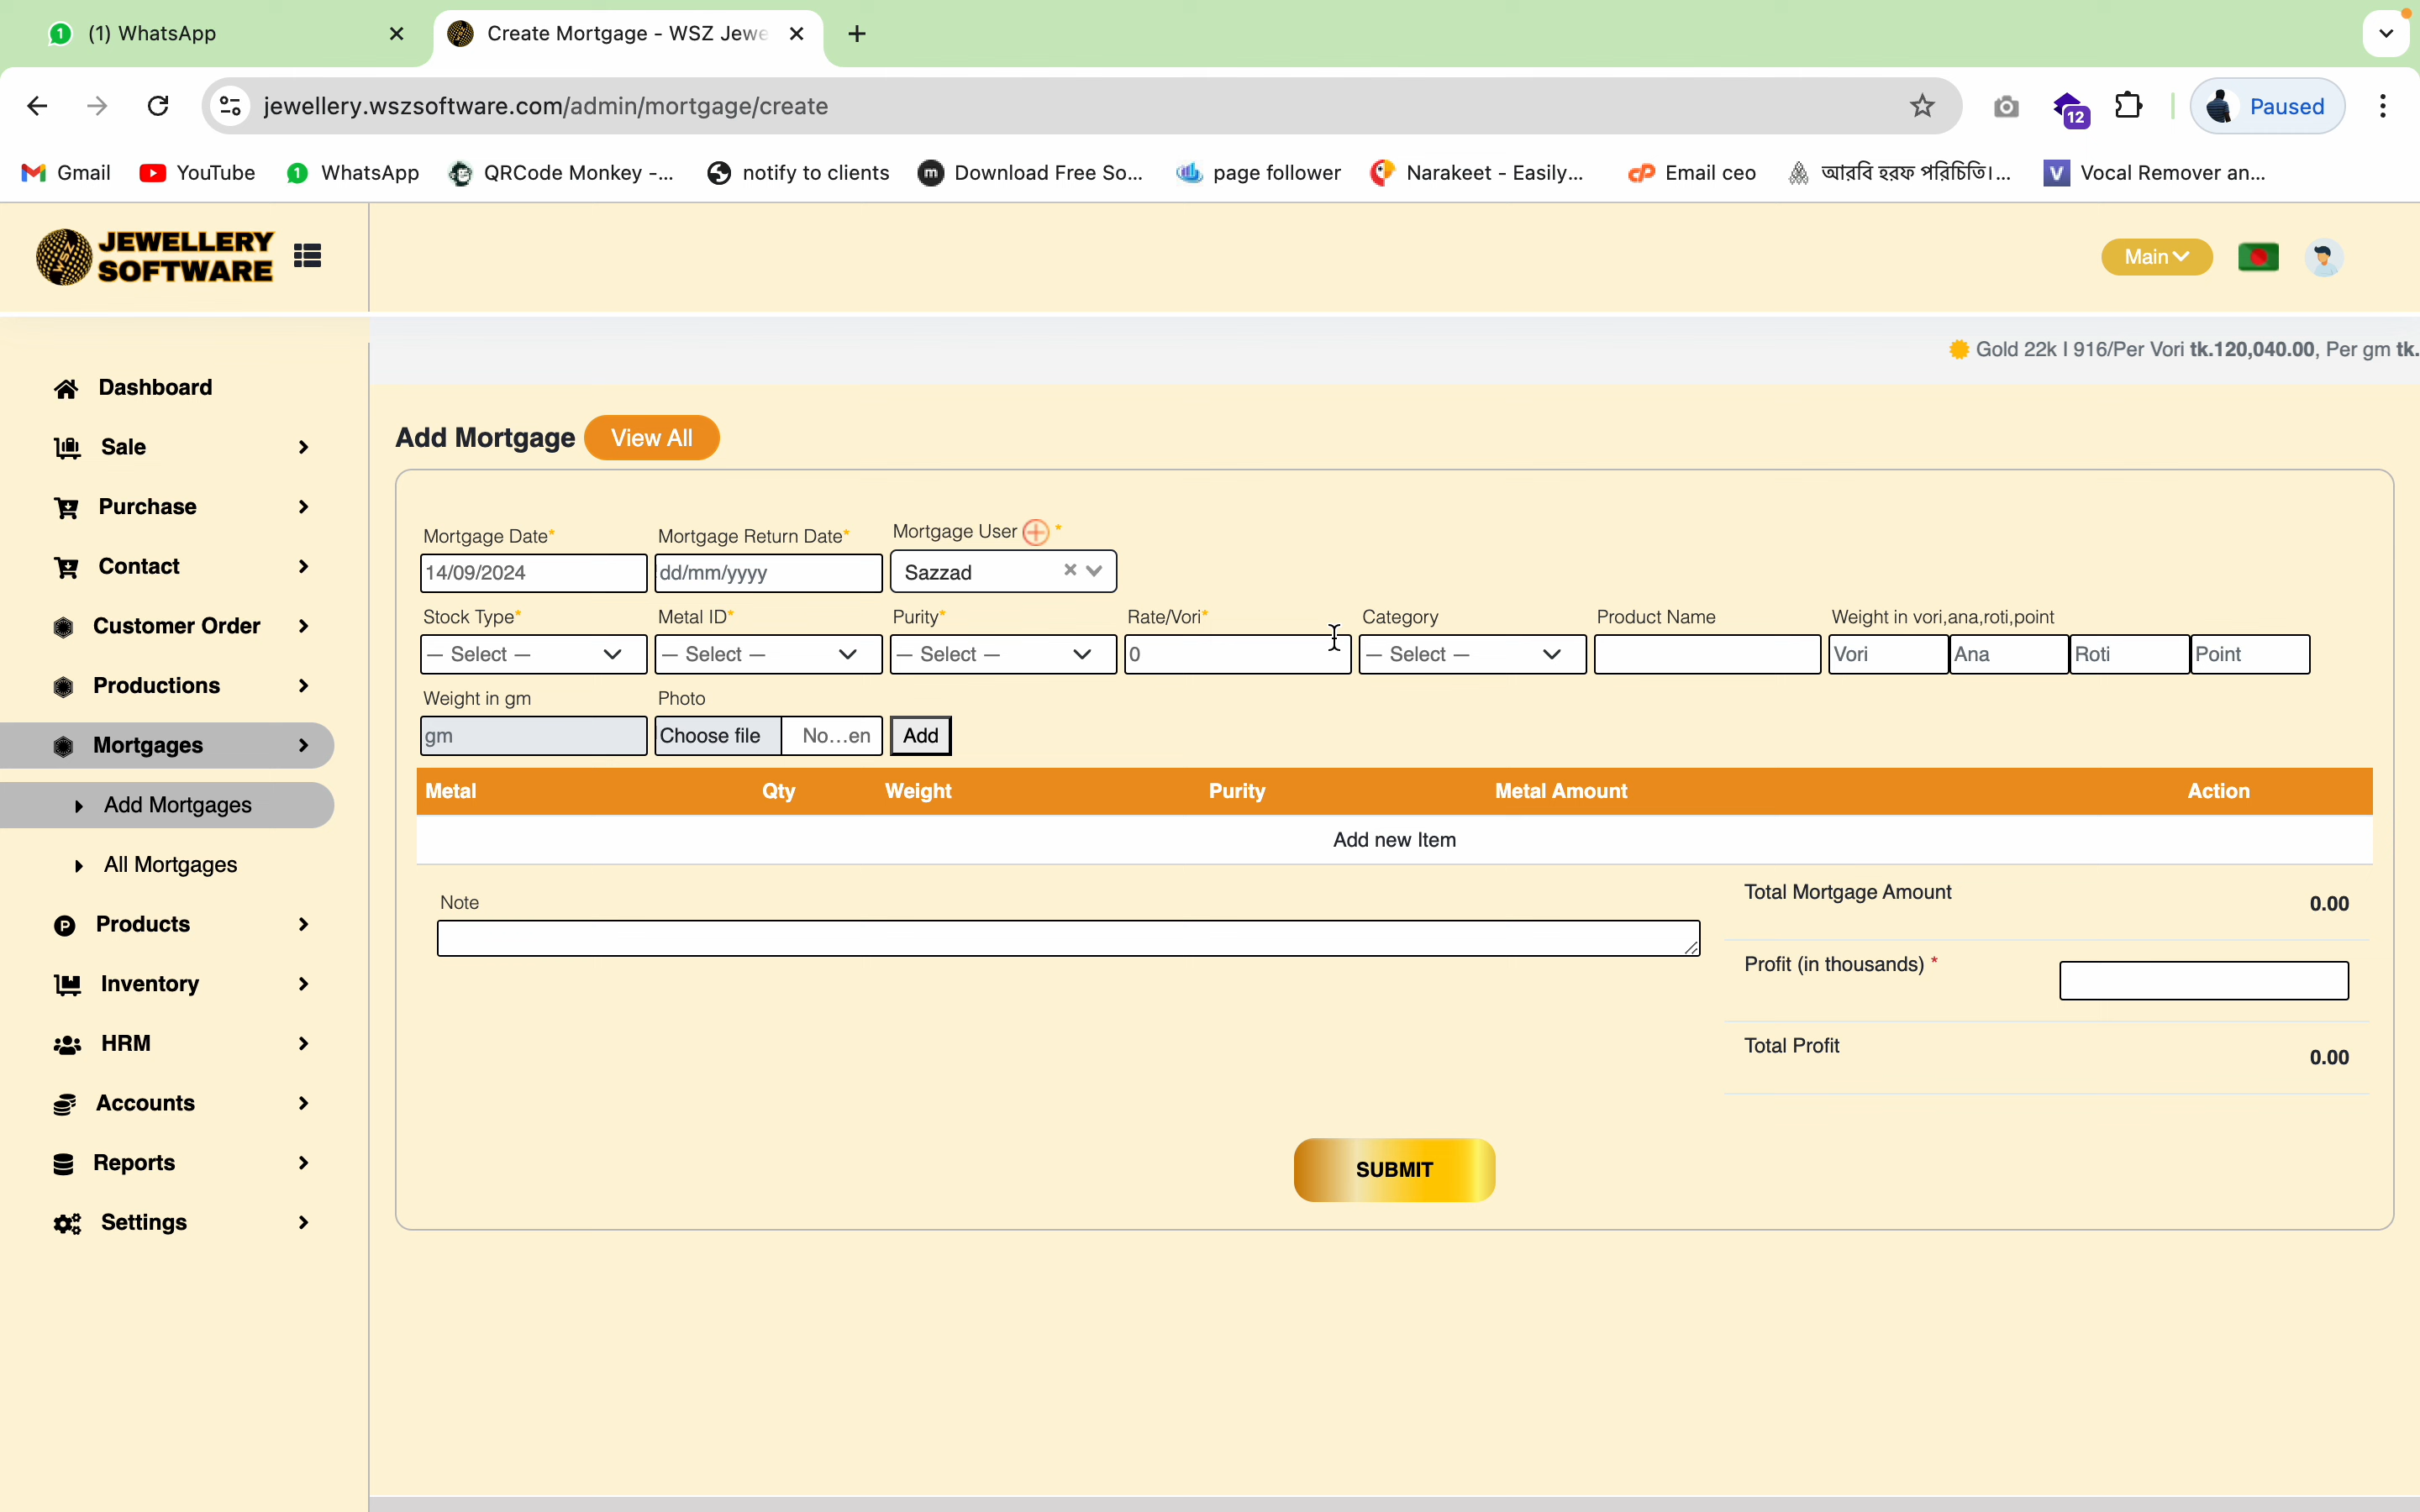 (1) WhatsApp
Create Mortgage - WSZ Jewe
jewellery.wszsoftware.com/admin/mortgage/create
12
Paused
Gmail YouTube WhatsApp QRCode Monkey -... notify to clients Download Free So... page follower Narakeet - Easily... Email ceo আরবি হরফ পরিচিতি।... Vocal Remover an...
JEWELLERY
SOFTWARE
Main
Gold 22k I 916/Per Vori tk.120,040.00, Per gm tk.
Dashboard
Sale
Purchase
Contact
Customer Order
Productions
Mortgages
Add Mortgages
All Mortgages
Products
Inventory
HRM
Accounts
Reports
Settings
Add Mortgage View All
Mortgage Date* Mortgage Return Date* Mortgage User *
14/09/2024 dd/mm/yyyy Sazzad
Stock Type* Metal ID* Purity* Rate/Vori* Category Product Name Weight in vori,ana,roti,point
— Select — — Select — — Select — 0 — Select — Vori Ana Roti Point
Weight in gm Photo
gm Choose file No...en Add
Metal Qty Weight Purity Metal Amount Action
Add new Item
Note
Total Mortgage Amount 0.00
Profit (in thousands) *
Total Profit 0.00
SUBMIT